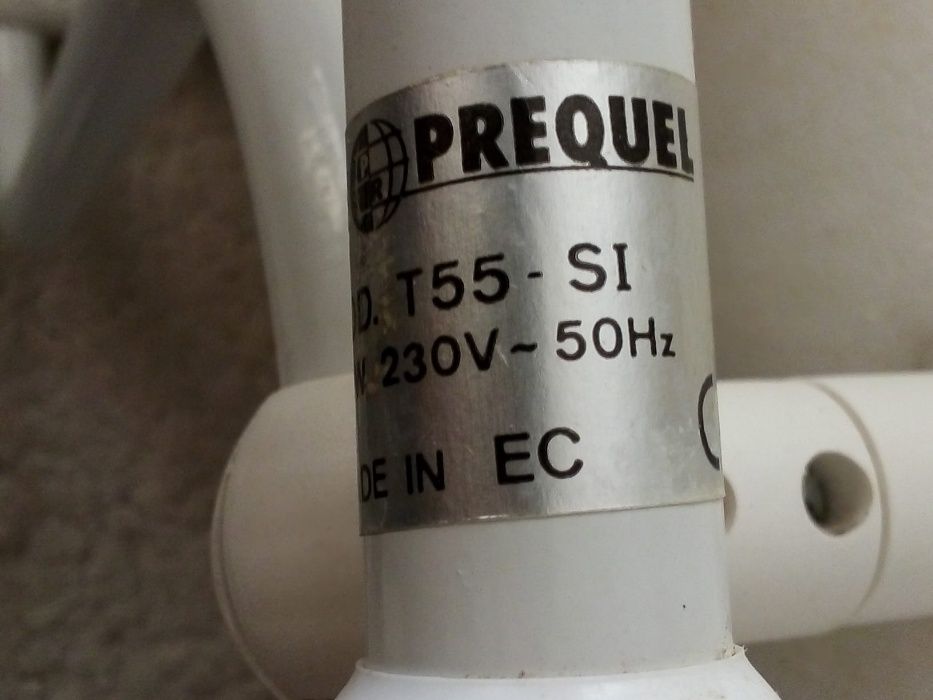 PREQUEL
D. T55 - SI
W. 230V ~ 50Hz
DE IN EC